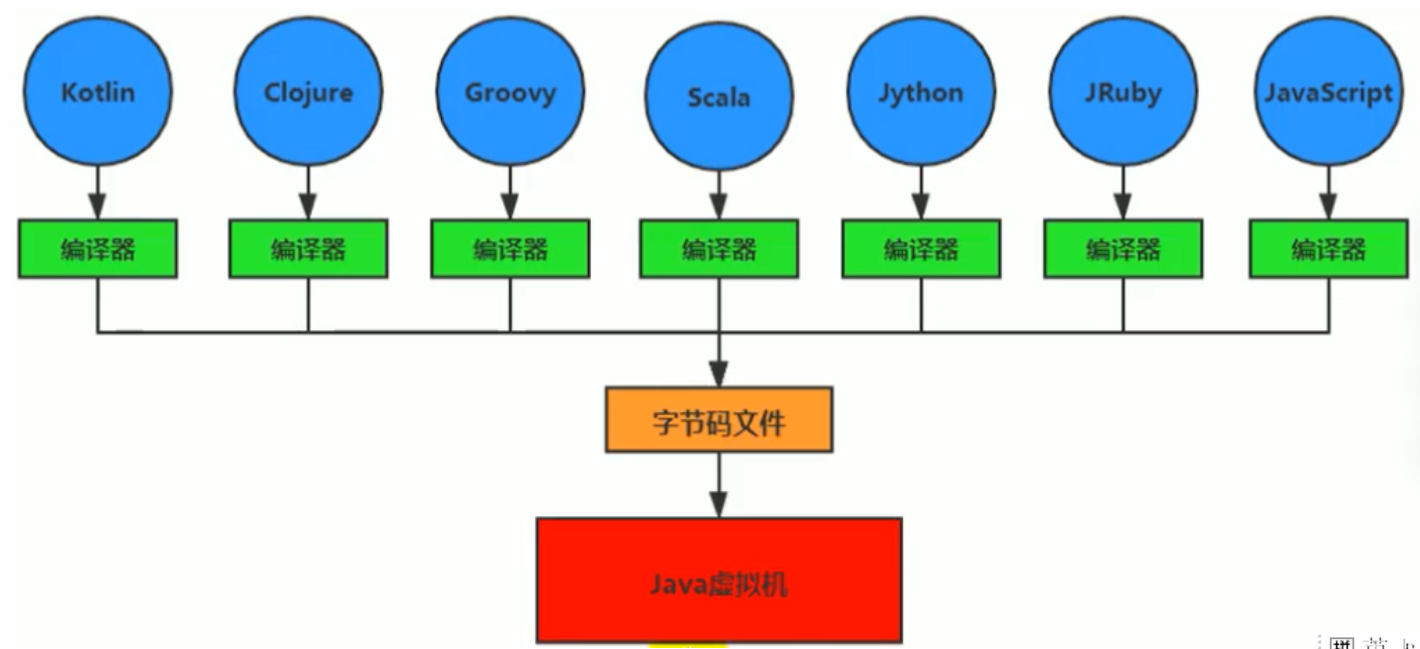 Kotlin
Clojure
Groovy
Scala
Jython
JRuby
JavaScript
编译器
编译器
编译器
编译器
编译器
编译器
编译器
字节码文件
Java虚拟机